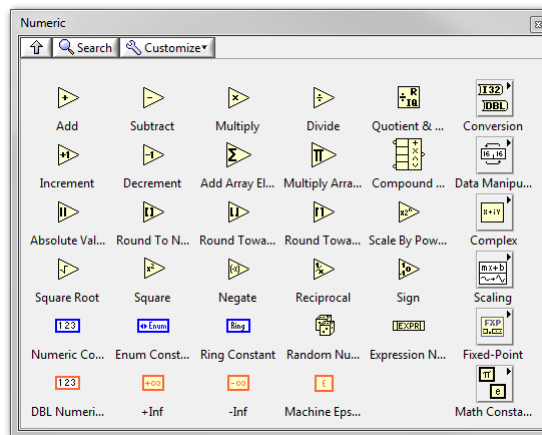 Numeric
Search Customize
Add Subtract Multiply Divide Quotient & ... Conversion
Increment Decrement Add Array El... Multiply Arra... Compound ... Data Manipu...
Absolute Val... Round To N... Round Towa... Round Towa... Scale By Pow... Complex
Square Root Square Negate Reciprocal Sign Scaling
Numeric Co... Enum Const... Ring Constant Random Nu... Expression N... Fixed-Point
DBL Numeri... +Inf -Inf Machine Eps... Math Consta...